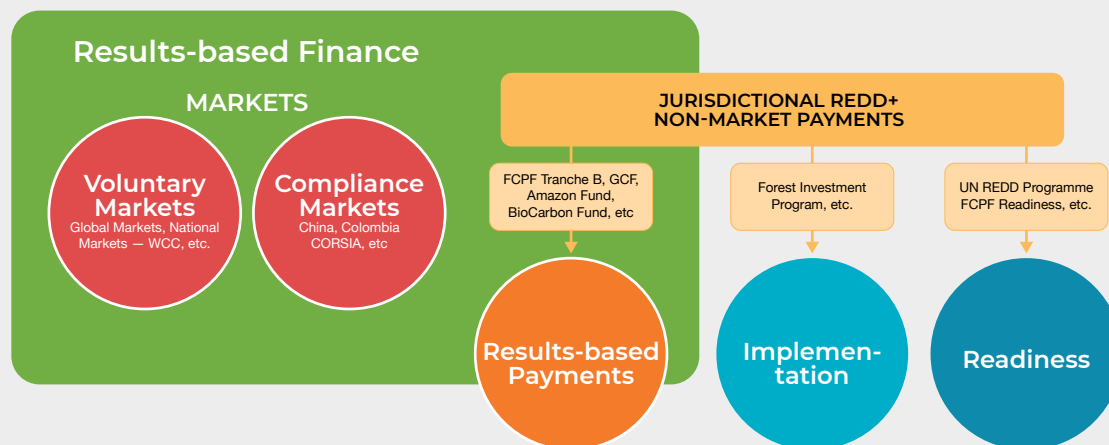 Results-based Finance
MARKETS
Voluntary
Markets
Global Markets, National
Markets — WCC, etc.
Compliance
Markets
China, Colombia
CORSIA, etc
JURISDICTIONAL REDD+
NON-MARKET PAYMENTS
FCPF Tranche B, GCF,
Amazon Fund,
BioCarbon Fund, etc
Forest Investment
Program, etc.
UN REDD Programme
FCPF Readiness, etc.
Results-based
Payments
Implemen-
tation
Readiness